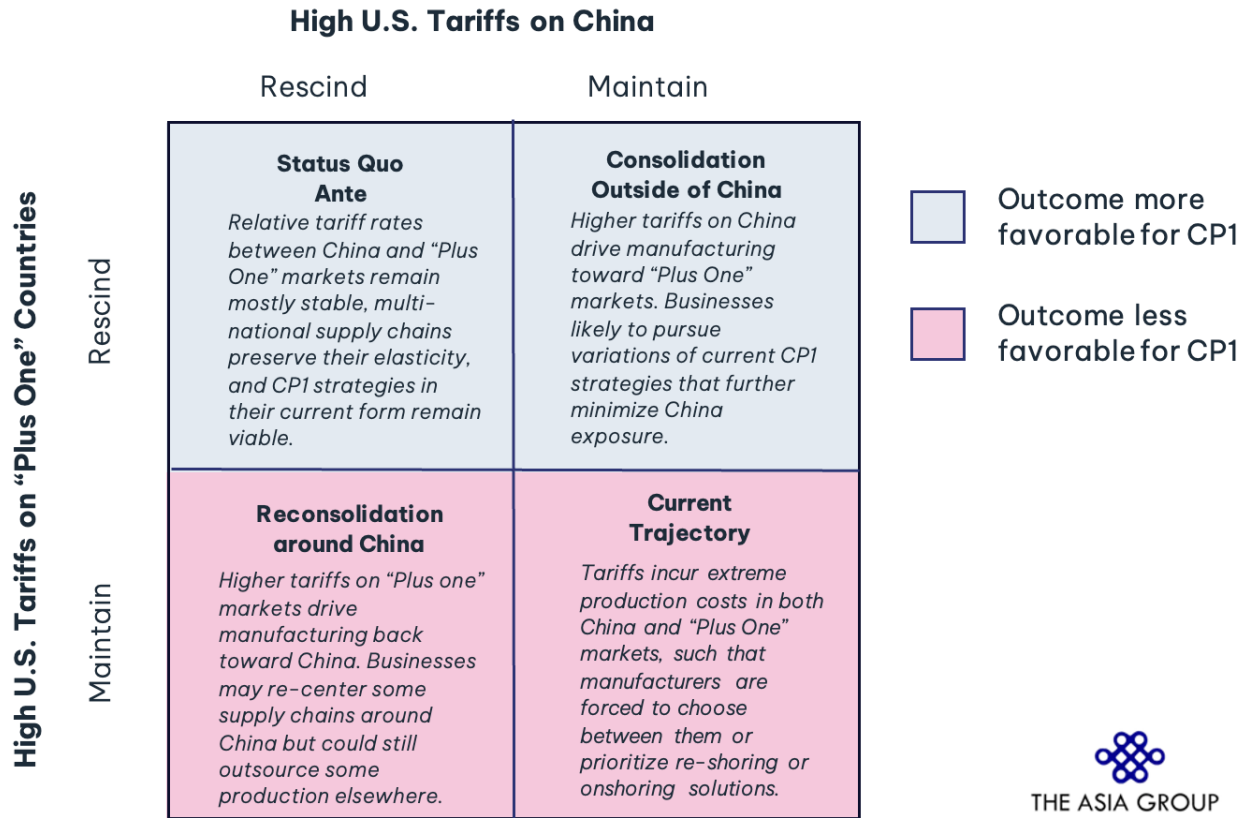 High U.S. Tariffs on China
Rescind
Maintain
High U.S. Tariffs on “Plus One” Countries
Rescind
Status Quo
Ante
Relative tariff rates
between China and “Plus
One” markets remain
mostly stable, multi-
national supply chains
preserve their elasticity,
and CP1 strategies in
their current form remain
viable.
Consolidation
Outside of China
Higher tariffs on China
drive manufacturing
toward “Plus One”
markets. Businesses
likely to pursue
variations of current CP1
strategies that further
minimize China
exposure.
Maintain
Reconsolidation
around China
Higher tariffs on “Plus one”
markets drive
manufacturing back
toward China. Businesses
may re-center some
supply chains around
China but could still
outsource some
production elsewhere.
Current
Trajectory
Tariffs incur extreme
production costs in both
China and “Plus One”
markets, such that
manufacturers are
forced to choose
between them or
prioritize re-shoring or
onshoring solutions.
Outcome more
favorable for CP1
Outcome less
favorable for CP1
THE ASIA GROUP